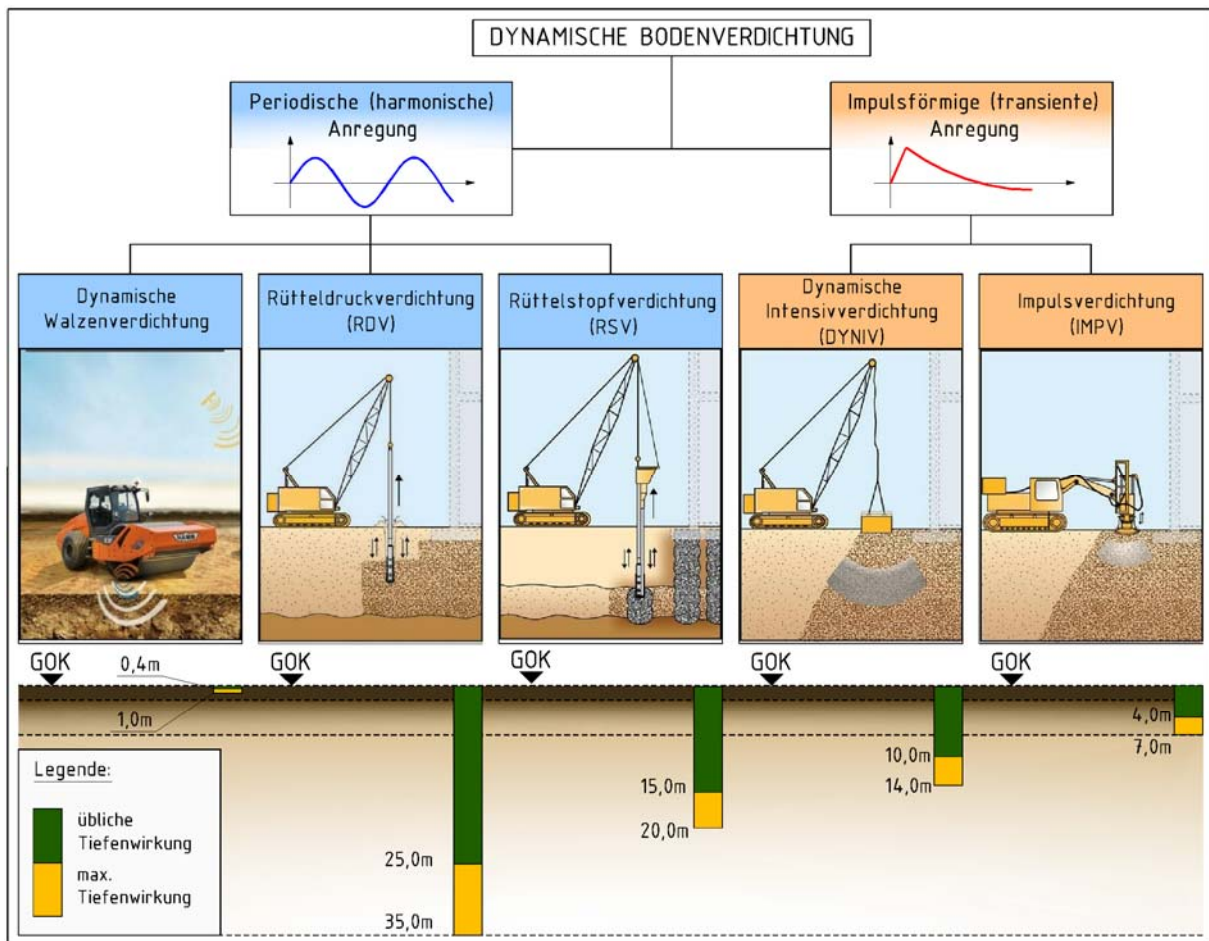 DYNAMISCHE BODENVERDICHTUNG
Periodische (harmonische)
Anregung
Impulsförmige (transiente)
Anregung
Dynamische
Walzenverdichtung
Rütteldruckverdichtung
(RDV)
Rüttelstopfverdichtung
(RSV)
Dynamische
Intensivverdichtung
(DYNIV)
Impulsverdichtung
(IMPV)
HAMM
GOK
0,4m
GOK
GOK
GOK
GOK
1,0m
4,0m
7,0m
10,0m
14,0m
15,0m
20,0m
25,0m
35,0m
Legende:
übliche
Tiefenwirkung
max.
Tiefenwirkung